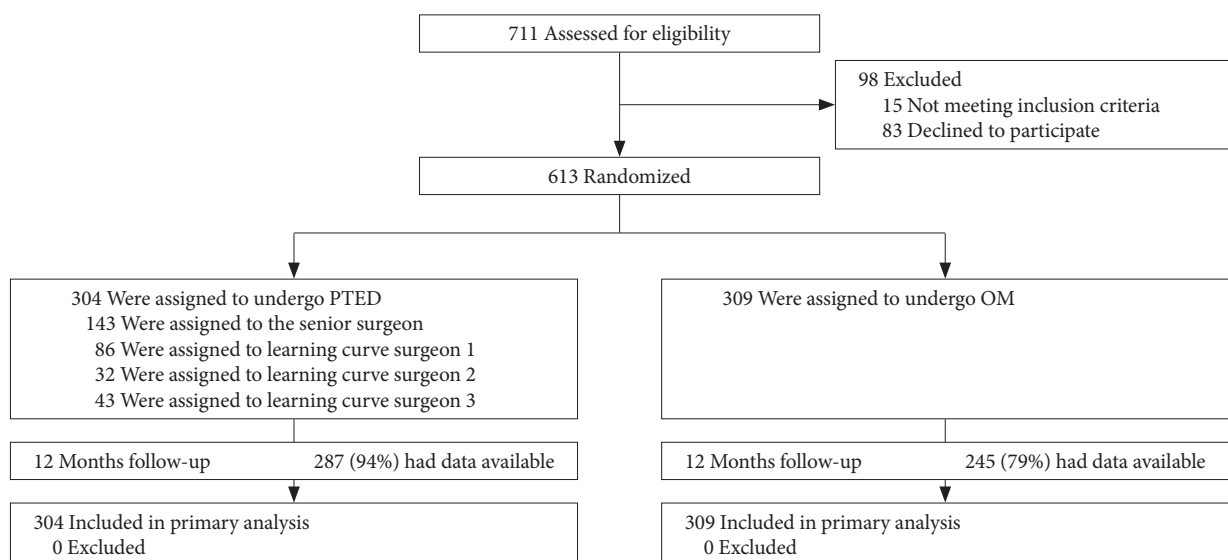 711 Assessed for eligibility
98 Excluded
15 Not meeting inclusion criteria
83 Declined to participate
613 Randomized
304 Were assigned to undergo PTED
143 Were assigned to the senior surgeon
86 Were assigned to learning curve surgeon 1
32 Were assigned to learning curve surgeon 2
43 Were assigned to learning curve surgeon 3
309 Were assigned to undergo OM
12 Months follow-up 287 (94%) had data available
12 Months follow-up 245 (79%) had data available
304 Included in primary analysis
0 Excluded
309 Included in primary analysis
0 Excluded